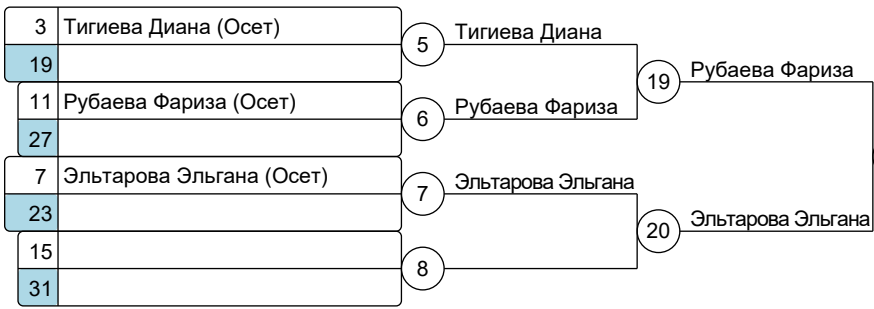 3 Тигиева Диана (Осет)
19
5 Тигиева Диана
11 Рубаева Фариза (Осет)
27
6 Рубаева Фариза
19 Рубаева Фариза
7 Эльтарова Эльгана (Осет)
23
7 Эльтарова Эльгана
15
31
8
20 Эльтарова Эльгана